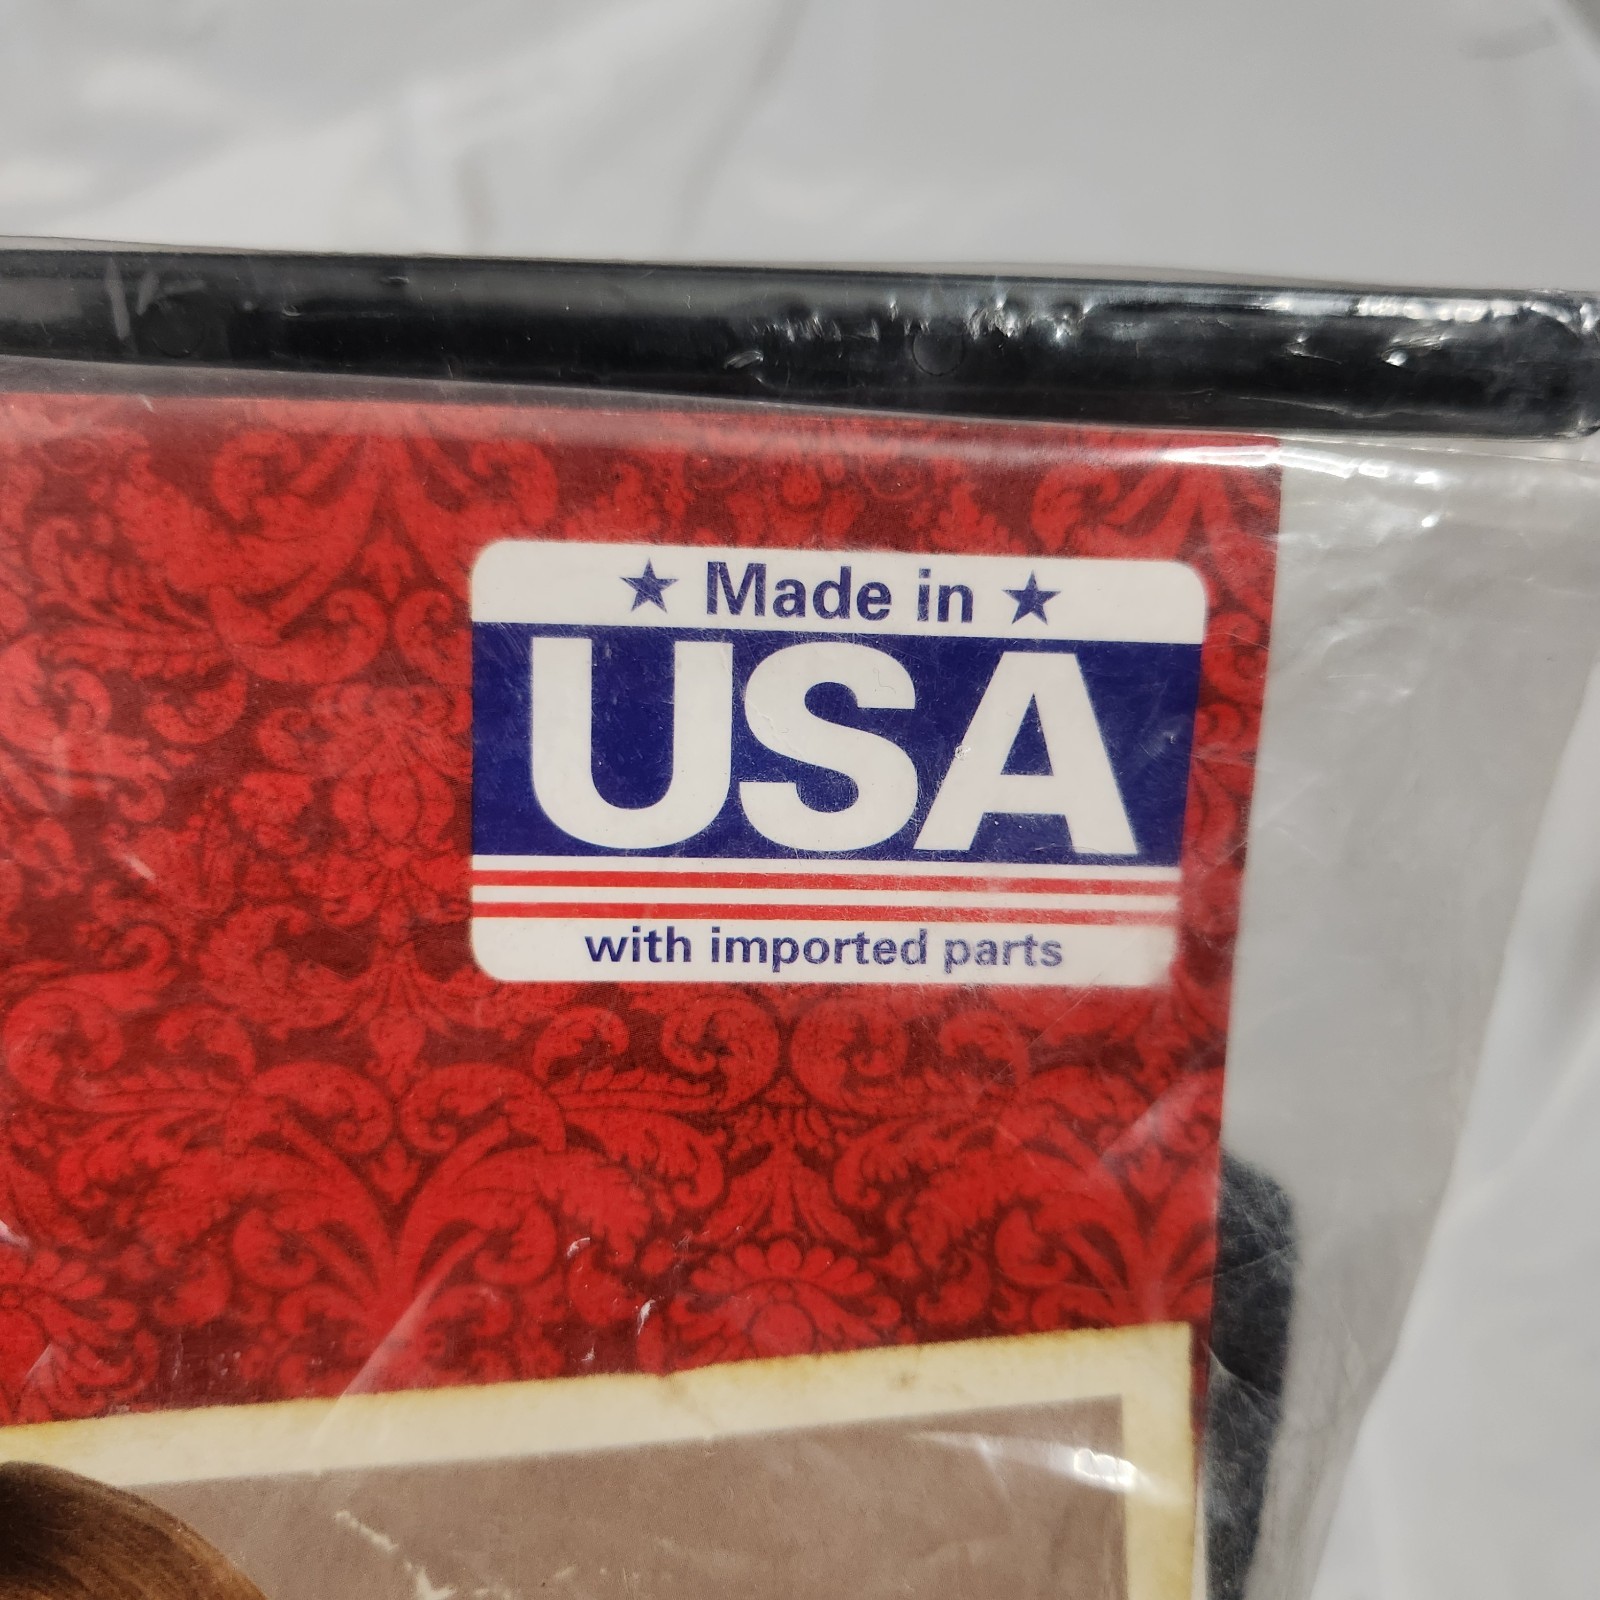 ★ Made in ★
USA
with imported parts